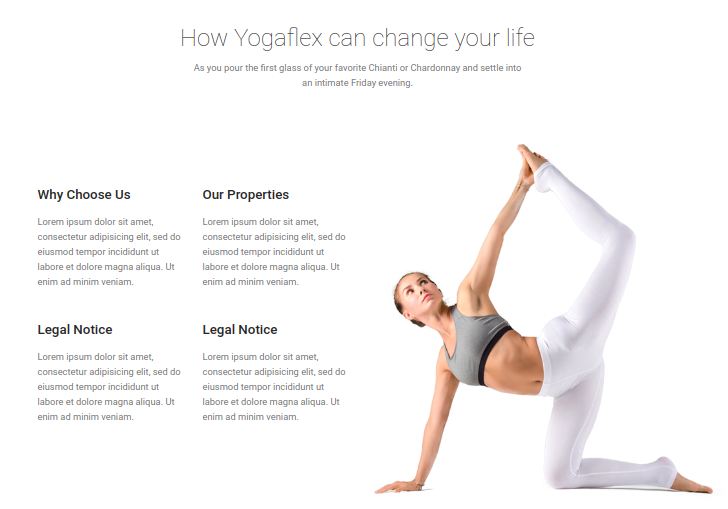 How Yogaflex can change your life
As you pour the first glass of your favorite Chianti or Chardonnay and settle into
an intimate Friday evening.
Why Choose Us
Lorem ipsum dolor sit amet,
consectetur adipisicing elit, sed do
eiusmod tempor incididunt ut
labore et dolore magna aliqua. Ut
enim ad minim veniam.
Our Properties
Lorem ipsum dolor sit amet,
consectetur adipisicing elit, sed do
eiusmod tempor incididunt ut
labore et dolore magna aliqua. Ut
enim ad minim veniam.
Legal Notice
Lorem ipsum dolor sit amet,
consectetur adipisicing elit, sed do
eiusmod tempor incididunt ut
labore et dolore magna aliqua. Ut
enim ad minim veniam.
Legal Notice
Lorem ipsum dolor sit amet,
consectetur adipisicing elit, sed do
eiusmod tempor incididunt ut
labore et dolore magna aliqua. Ut
enim ad minim veniam.